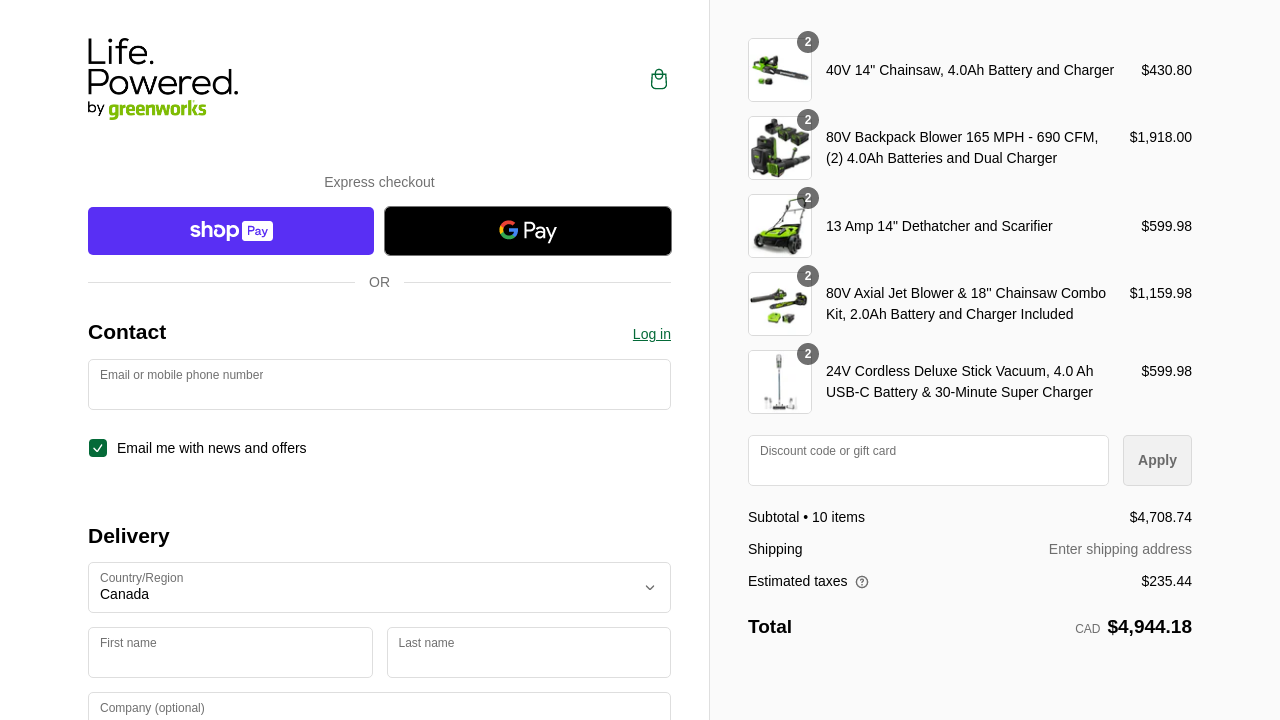 Life.
Powered.
by greenworks
Express checkout
shop Pay
G Pay
OR
Contact
Log in
Email or mobile phone number
Email me with news and offers
Delivery
Country/Region
Canada
First name
Last name
Company (optional)
2
40V 14" Chainsaw, 4.0Ah Battery and Charger
$430.80
2
80V Backpack Blower 165 MPH - 690 CFM,
(2) 4.0Ah Batteries and Dual Charger
$1,918.00
2
13 Amp 14" Dethatcher and Scarifier
$599.98
2
80V Axial Jet Blower & 18" Chainsaw Combo
Kit, 2.0Ah Battery and Charger Included
$1,159.98
2
24V Cordless Deluxe Stick Vacuum, 4.0 Ah
USB-C Battery & 30-Minute Super Charger
$599.98
Discount code or gift card
Apply
Subtotal • 10 items
$4,708.74
Shipping
Enter shipping address
Estimated taxes
$235.44
Total
CAD $4,944.18